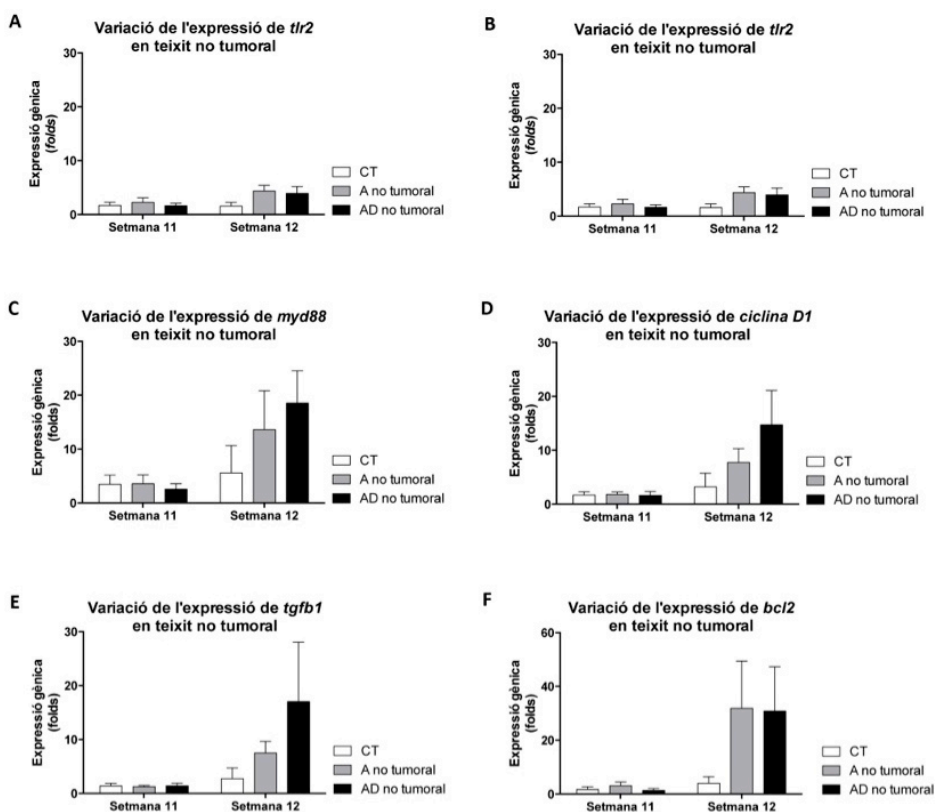 A
Variació de l'expressió de tlr2
en teixit no tumoral
Expressió gènica
(folds)
30
20
10
0
Setmana 11
Setmana 12
CT
A no tumoral
AD no tumoral
B
Variació de l'expressió de tlr2
en teixit no tumoral
Expressió gènica
(folds)
30
20
10
0
Setmana 11
Setmana 12
CT
A no tumoral
AD no tumoral
C
Variació de l'expressió de myd88
en teixit no tumoral
Expressió gènica
(folds)
30
20
10
0
Setmana 11
Setmana 12
CT
A no tumoral
AD no tumoral
D
Variació de l'expressió de ciclina D1
en teixit no tumoral
Expressió gènica
(folds)
30
20
10
0
Setmana 11
Setmana 12
CT
A no tumoral
AD no tumoral
E
Variació de l'expressió de tgfb1
en teixit no tumoral
Expressió gènica
(folds)
30
20
10
0
Setmana 11
Setmana 12
CT
A no tumoral
AD no tumoral
F
Variació de l'expressió de bcl2
en teixit no tumoral
Expressió gènica
(folds)
60
40
20
0
Setmana 11
Setmana 12
CT
A no tumoral
AD no tumoral